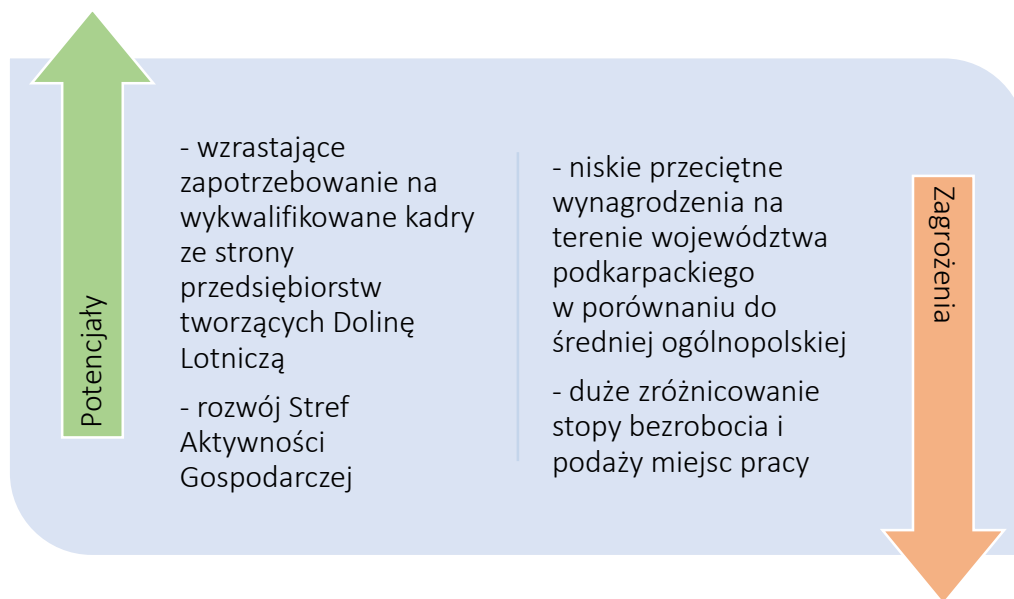 Potencjały
- wzrastające
zapotrzebowanie na
wykwalifikowane kadry
ze strony
przedsiębiorstw
tworzących Dolinę
Lotniczą
- rozwój Stref
Aktywności
Gospodarczej
- niskie przeciętne
wynagrodzenia na
terenie województwa
podkarpackiego
w porównaniu do
średniej ogólnopolskiej
- duże zróżnicowanie
stopy bezrobocia i
podaży miejsc pracy
Zagrożenia